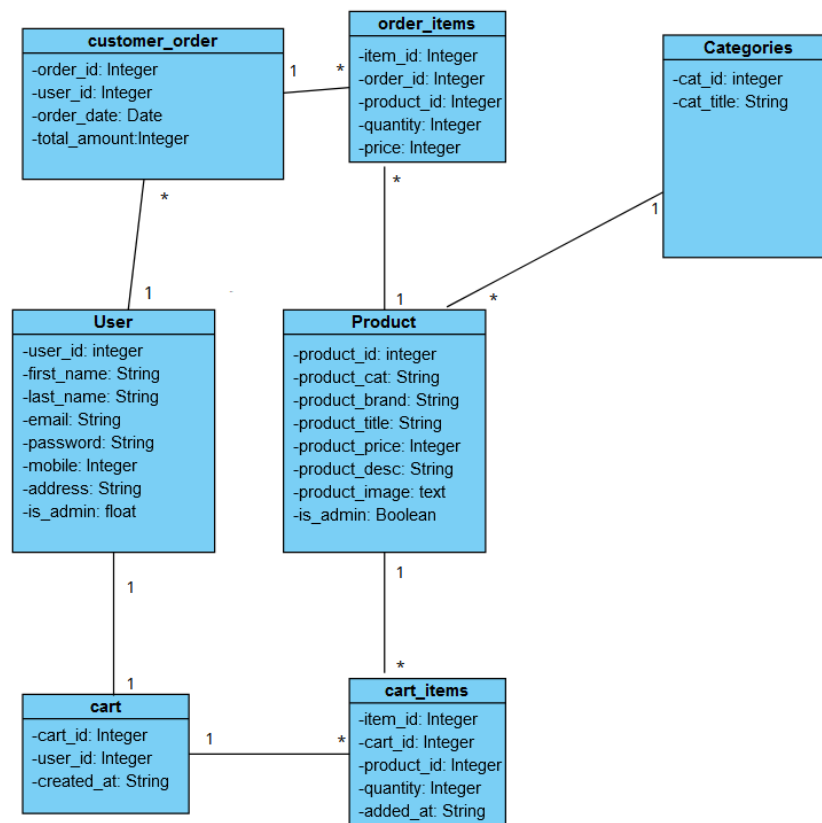 customer_order
-order_id: Integer
-user_id: Integer
-order_date: Date
-total_amount:Integer
1
*
order_items
-item_id: Integer
-order_id: Integer
-product_id: Integer
-quantity: Integer
-price: Integer
Categories
-cat_id: integer
-cat_title: String
*
1
*
1
1
*
User
-user_id: integer
-first_name: String
-last_name: String
-email: String
-password: String
-mobile: Integer
-address: String
-is_admin: float
Product
-product_id: integer
-product_cat: String
-product_brand: String
-product_title: String
-product_price: Integer
-product_desc: String
-product_image: text
-is_admin: Boolean
1
1
1
*
cart
-cart_id: Integer
-user_id: Integer
-created_at: String
1
*
cart_items
-item_id: Integer
-cart_id: Integer
-product_id: Integer
-quantity: Integer
-added_at: String